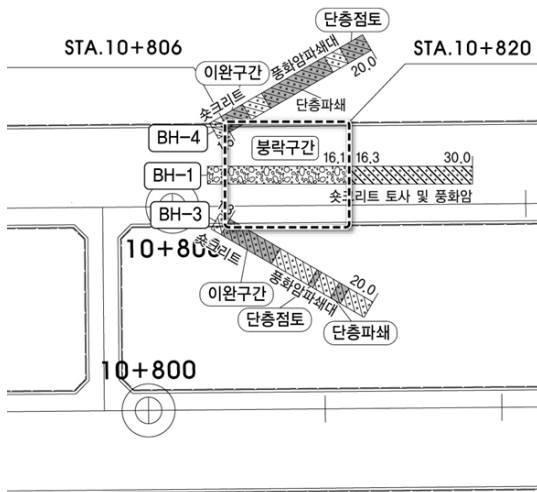 단층점토
STA.10+806
STA.10+820
이완구간
풍화암파쇄대
20.0
숏크리트
단층파쇄
BH-4
붕락구간
BH-1
16.1
16.3
30.0
숏크리트 토사 및 풍화암
BH-3
숏크리트
10+806
이완구간
풍화암파쇄대
20.0
단층점토
단층파쇄
10+800